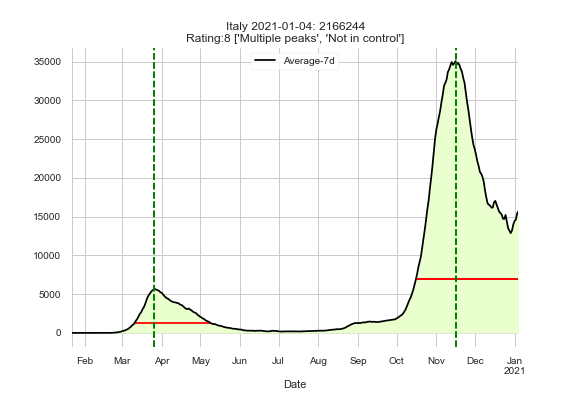 Italy 2021-01-04: 2166244
Rating:8 ['Multiple peaks', 'Not in control']
Average-7d
35000
30000
25000
20000
15000
10000
5000
0
Feb Mar Apr May Jun Jul Aug Sep Oct Nov Dec Jan
2021
Date